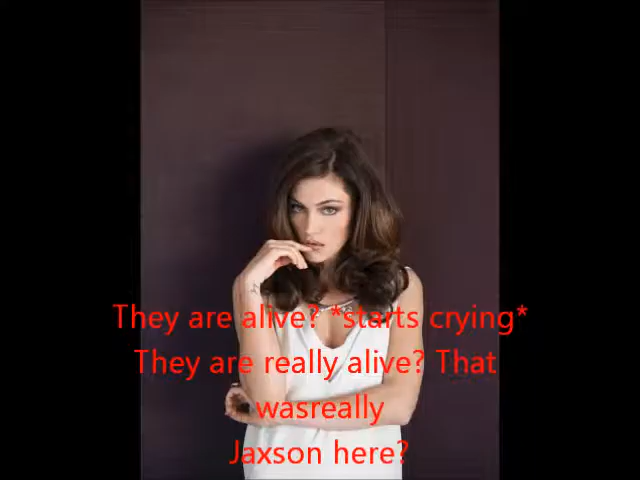 They are alive? *starts crying*
They are really alive? That
wasreally
Jaxson here?